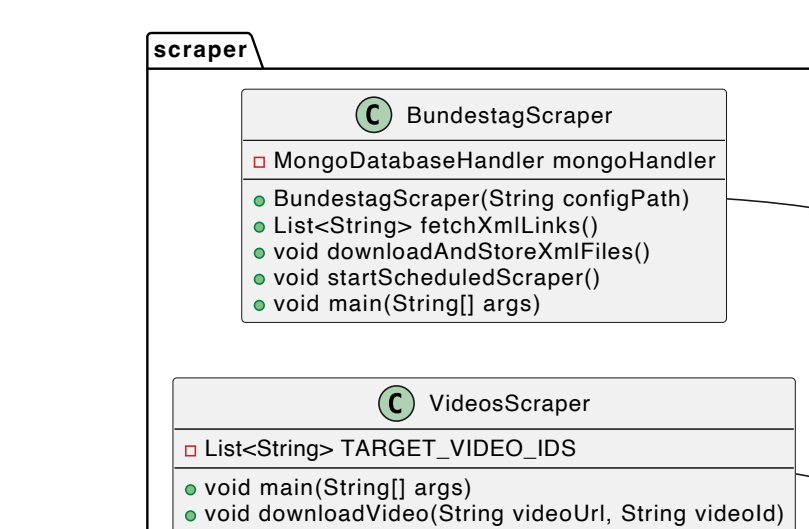 scraper
C BundestagScraper
MongoDatabaseHandler mongoHandler
BundestagScraper(String configPath)
List<String> fetchXmlLinks()
void downloadAndStoreXmlFiles()
void startScheduledScraper()
void main(String[] args)
C VideosScraper
List<String> TARGET_VIDEO_IDS
void main(String[] args)
void downloadVideo(String videoUrl, String videoId)